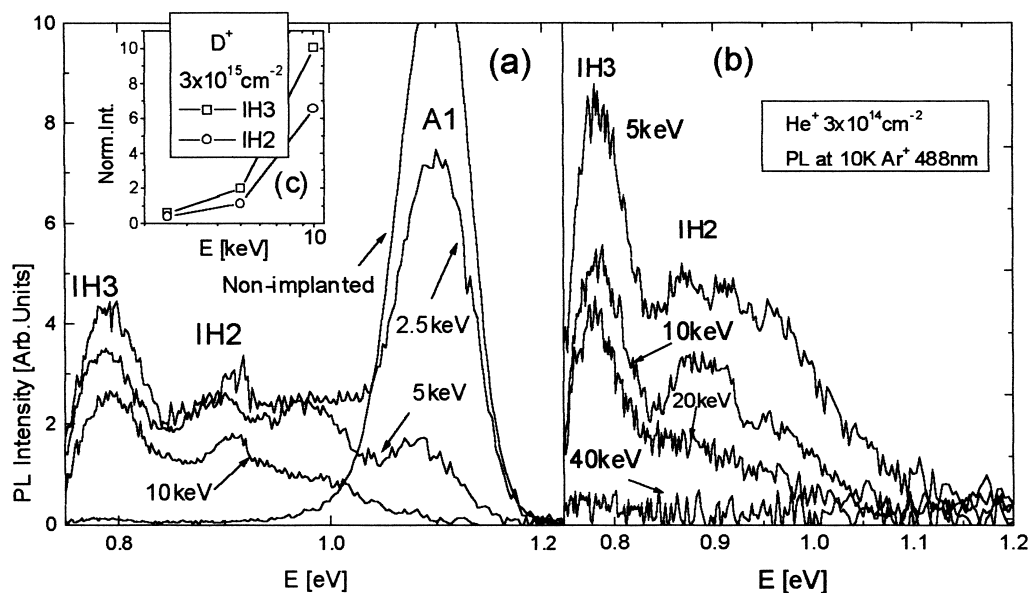 10
8
6
4
2
0
PL Intensity [Arb.Units]
0.8
1.0
1.2
E [eV]
(a)
A1
IH3
IH2
Non-implanted
2.5keV
5keV
10keV
D+
3x10^15cm^-2
IH3
IH2
10
8
6
4
2
0
Norm.Int.
(c)
10
E [keV]
(b)
IH3
5keV
He+ 3x10^14cm^-2
PL at 10K Ar+ 488nm
IH2
10keV
20keV
40keV
0.8
0.9
1.0
1.1
1.2
E [eV]